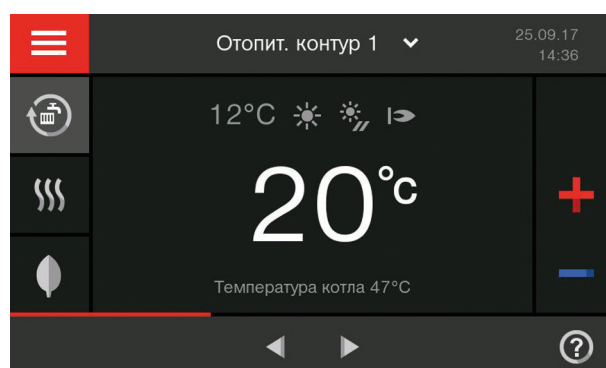 Отопит. контур 1
25.09.17
14:36
12°C
20°C
Температура котла 47°C
?